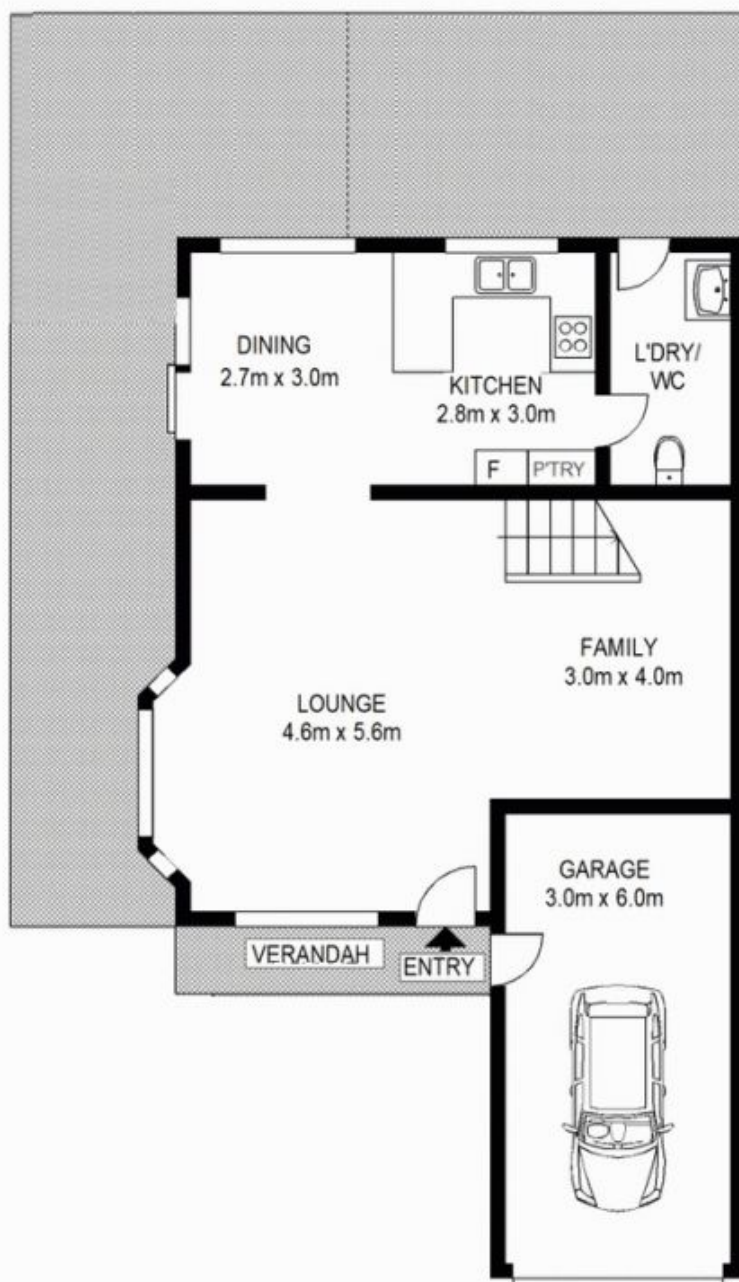 DINING
2.7m x 3.0m
KITCHEN
2.8m x 3.0m
L'DRY/
WC
F
P'TRY
FAMILY
3.0m x 4.0m
LOUNGE
4.6m x 5.6m
GARAGE
3.0m x 6.0m
VERANDAH
ENTRY